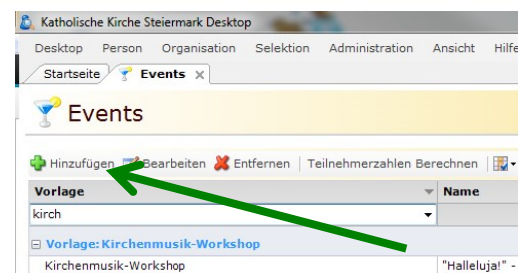 Katholische Kirche Steiermark Desktop
Desktop Person Organisation Selektion Administration Ansicht Hilfe
Startseite Events x
Events
Hinzufügen Bearbeiten Entfernen Teilnehmerzahlen Berechnen
Vorlage Name
kirch
Vorlage: Kirchenmusik-Workshop
Kirchenmusik-Workshop "Halleluja!" -